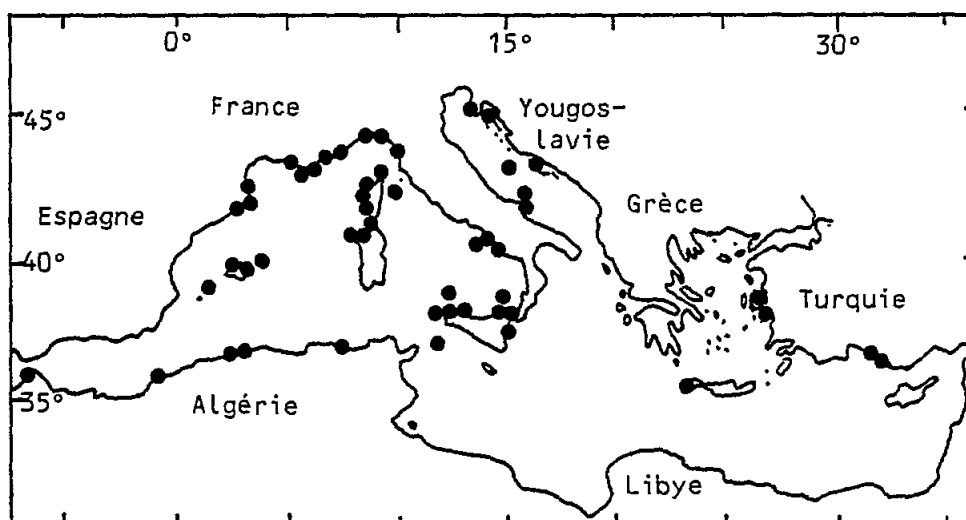 0° 15° 30°
45°
France
Yougos-
lavie
Espagne
Grèce
40°
Turquie
35°
Algérie
Libye